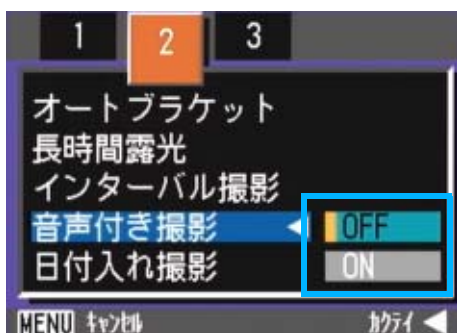 1 2 3
オートブラケット
長時間露光
インターバル撮影
音声付き撮影 ◀ OFF
日付入れ撮影 ON
MENU ｷｬﾝｾﾙ ｶｸﾃｲ ◀